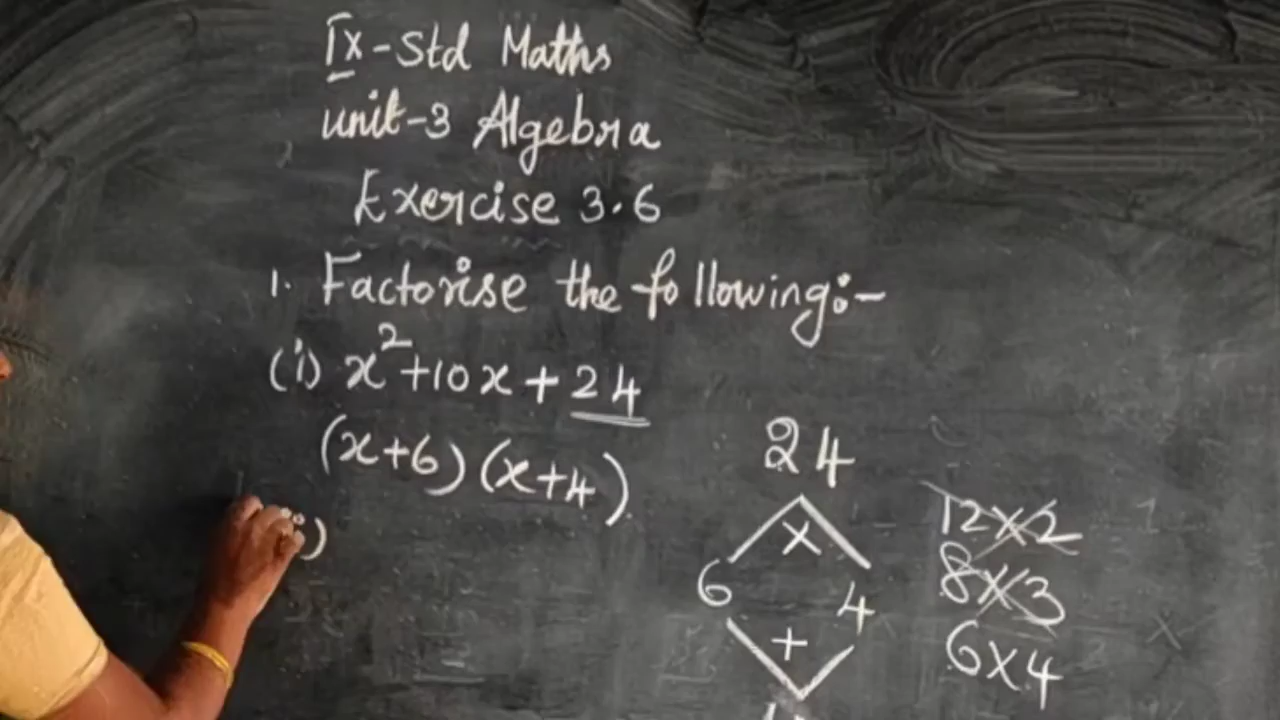 IX-Std Maths
unit-3 Algebra
Exercise 3.6
1. Factorise the following:-
(i) x²+10x+24
(x+6)(x+4)
24
×
6 4
+
12×2
8×3
6×4